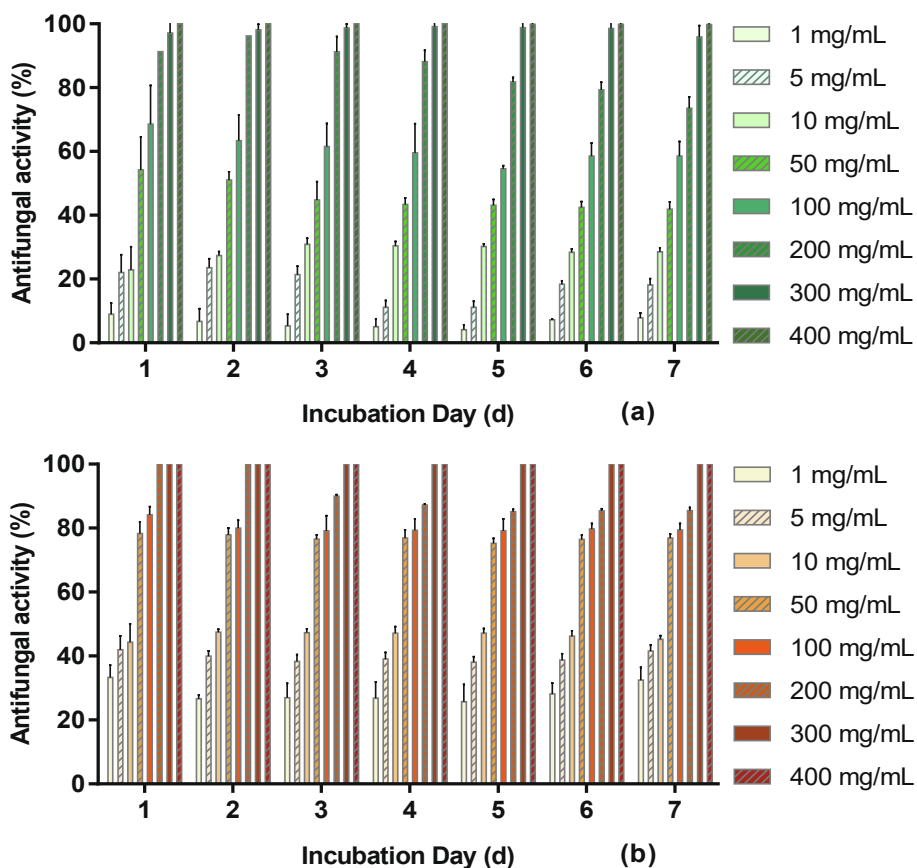 Antifungal activity (%)
100
80
60
40
20
0
1 2 3 4 5 6 7
Incubation Day (d) (a)
1 mg/mL
5 mg/mL
10 mg/mL
50 mg/mL
100 mg/mL
200 mg/mL
300 mg/mL
400 mg/mL
Antifungal activity (%)
100
80
60
40
20
0
1 2 3 4 5 6 7
Incubation Day (d) (b)
1 mg/mL
5 mg/mL
10 mg/mL
50 mg/mL
100 mg/mL
200 mg/mL
300 mg/mL
400 mg/mL